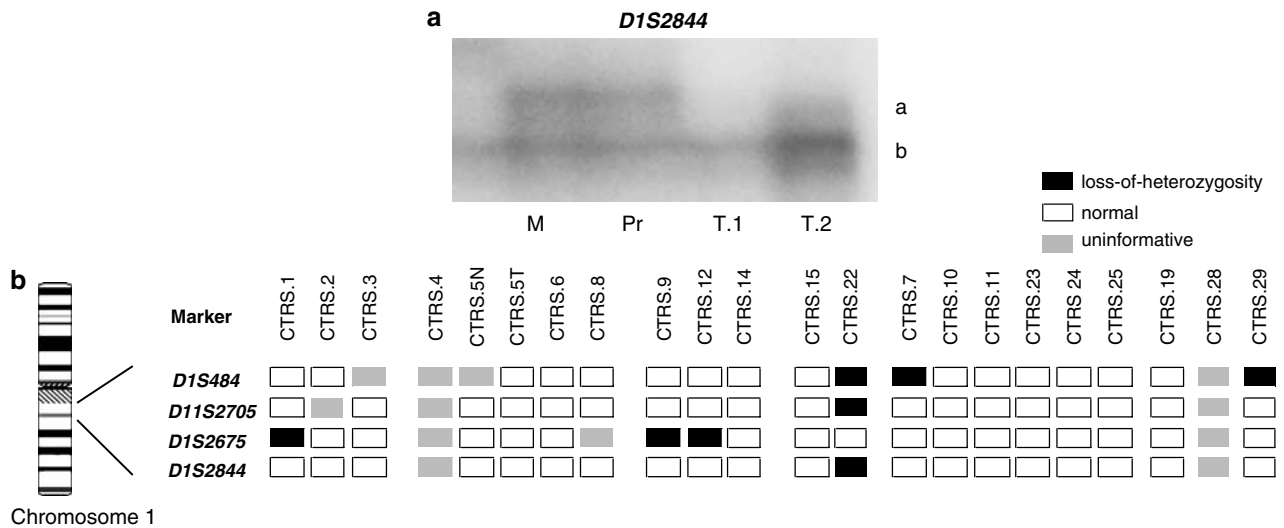 a
D1S2844
a
b
M Pr T.1 T.2
loss-of-heterozygosity
normal
uninformative
b
Marker
CTRS.1 CTRS.2 CTRS.3 CTRS.4 CTRS.5N CTRS.5T CTRS.6 CTRS.8 CTRS.9 CTRS.12 CTRS.14 CTRS.15 CTRS.22 CTRS.7 CTRS.10 CTRS.11 CTRS.23 CTRS 24 CTRS.25 CTRS.19 CTRS.28 CTRS.29
D1S484
D11S2705
D1S2675
D1S2844
Chromosome 1